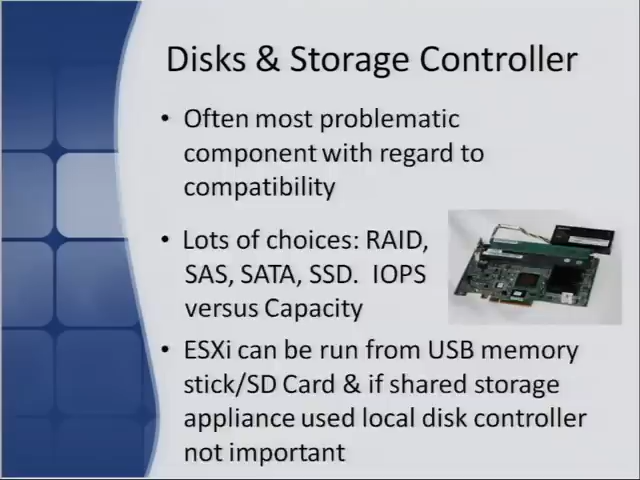 Disks & Storage Controller
• Often most problematic
component with regard to
compatibility
• Lots of choices: RAID,
SAS, SATA, SSD. IOPS
versus Capacity
• ESXi can be run from USB memory
stick/SD Card & if shared storage
appliance used local disk controller
not important